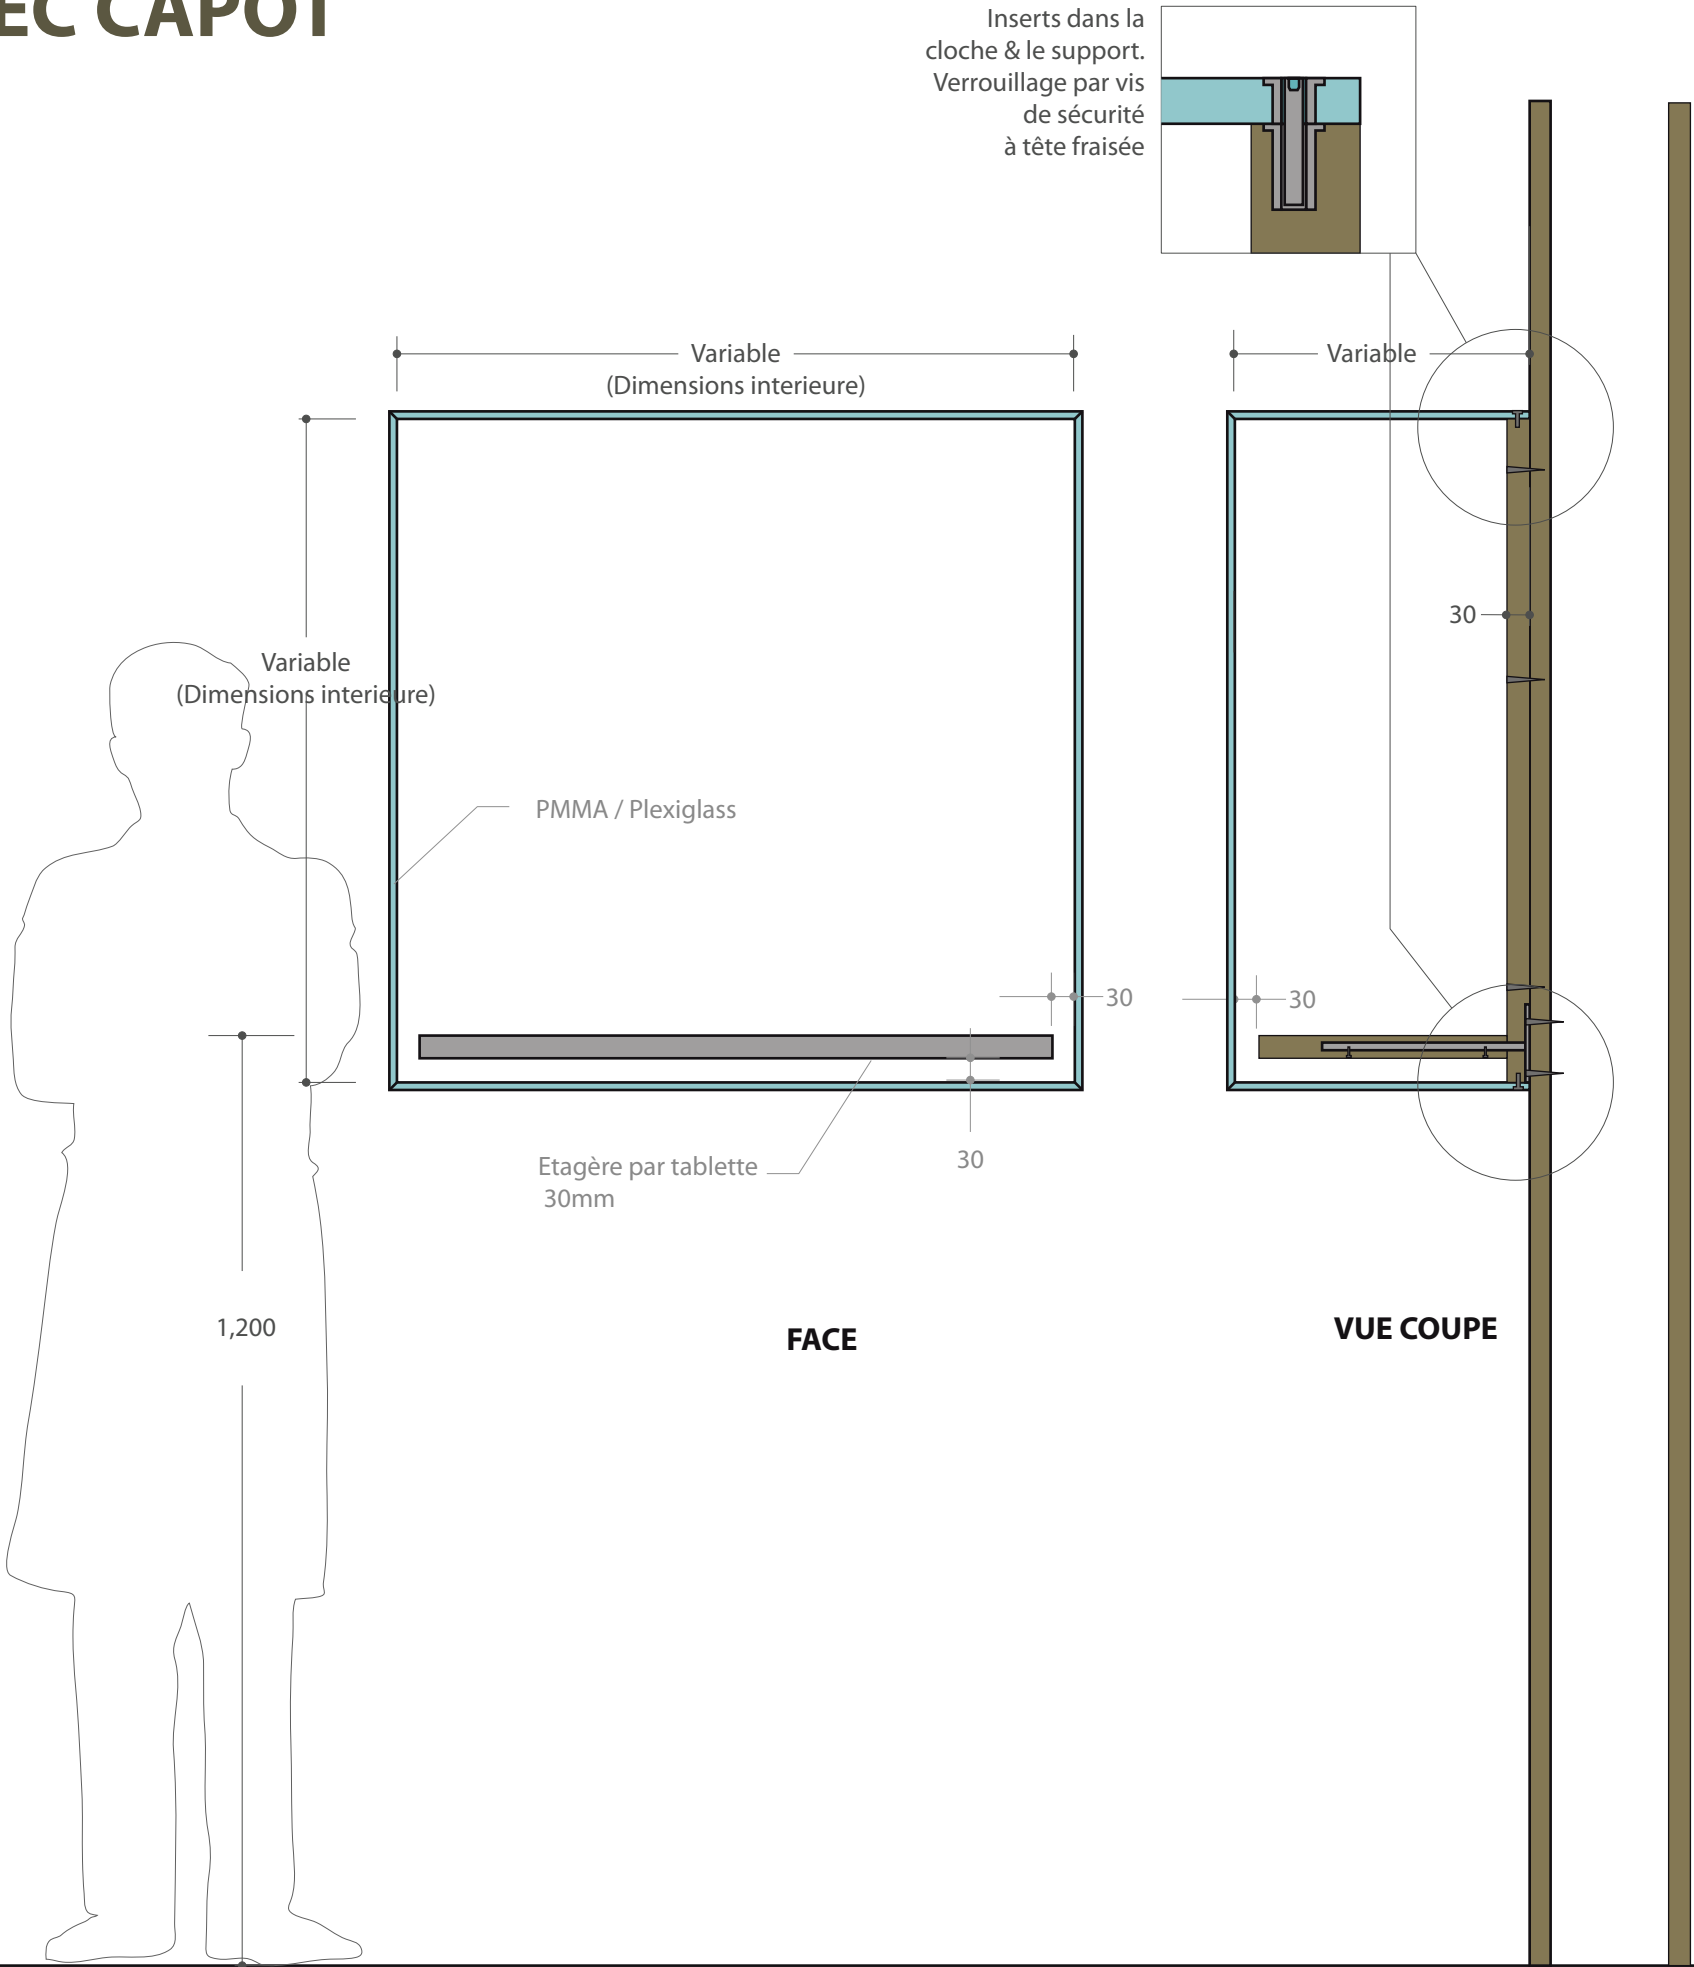 EC CAPOT
Inserts dans la
cloche & le support.
Verrouillage par vis
de sécurité
à tête fraisée
Variable
(Dimensions interieure)
Variable
30
Variable
(Dimensions interieure)
PMMA / Plexiglass
30
30
Etagère par tablette
30mm
30
1,200
FACE
VUE COUPE